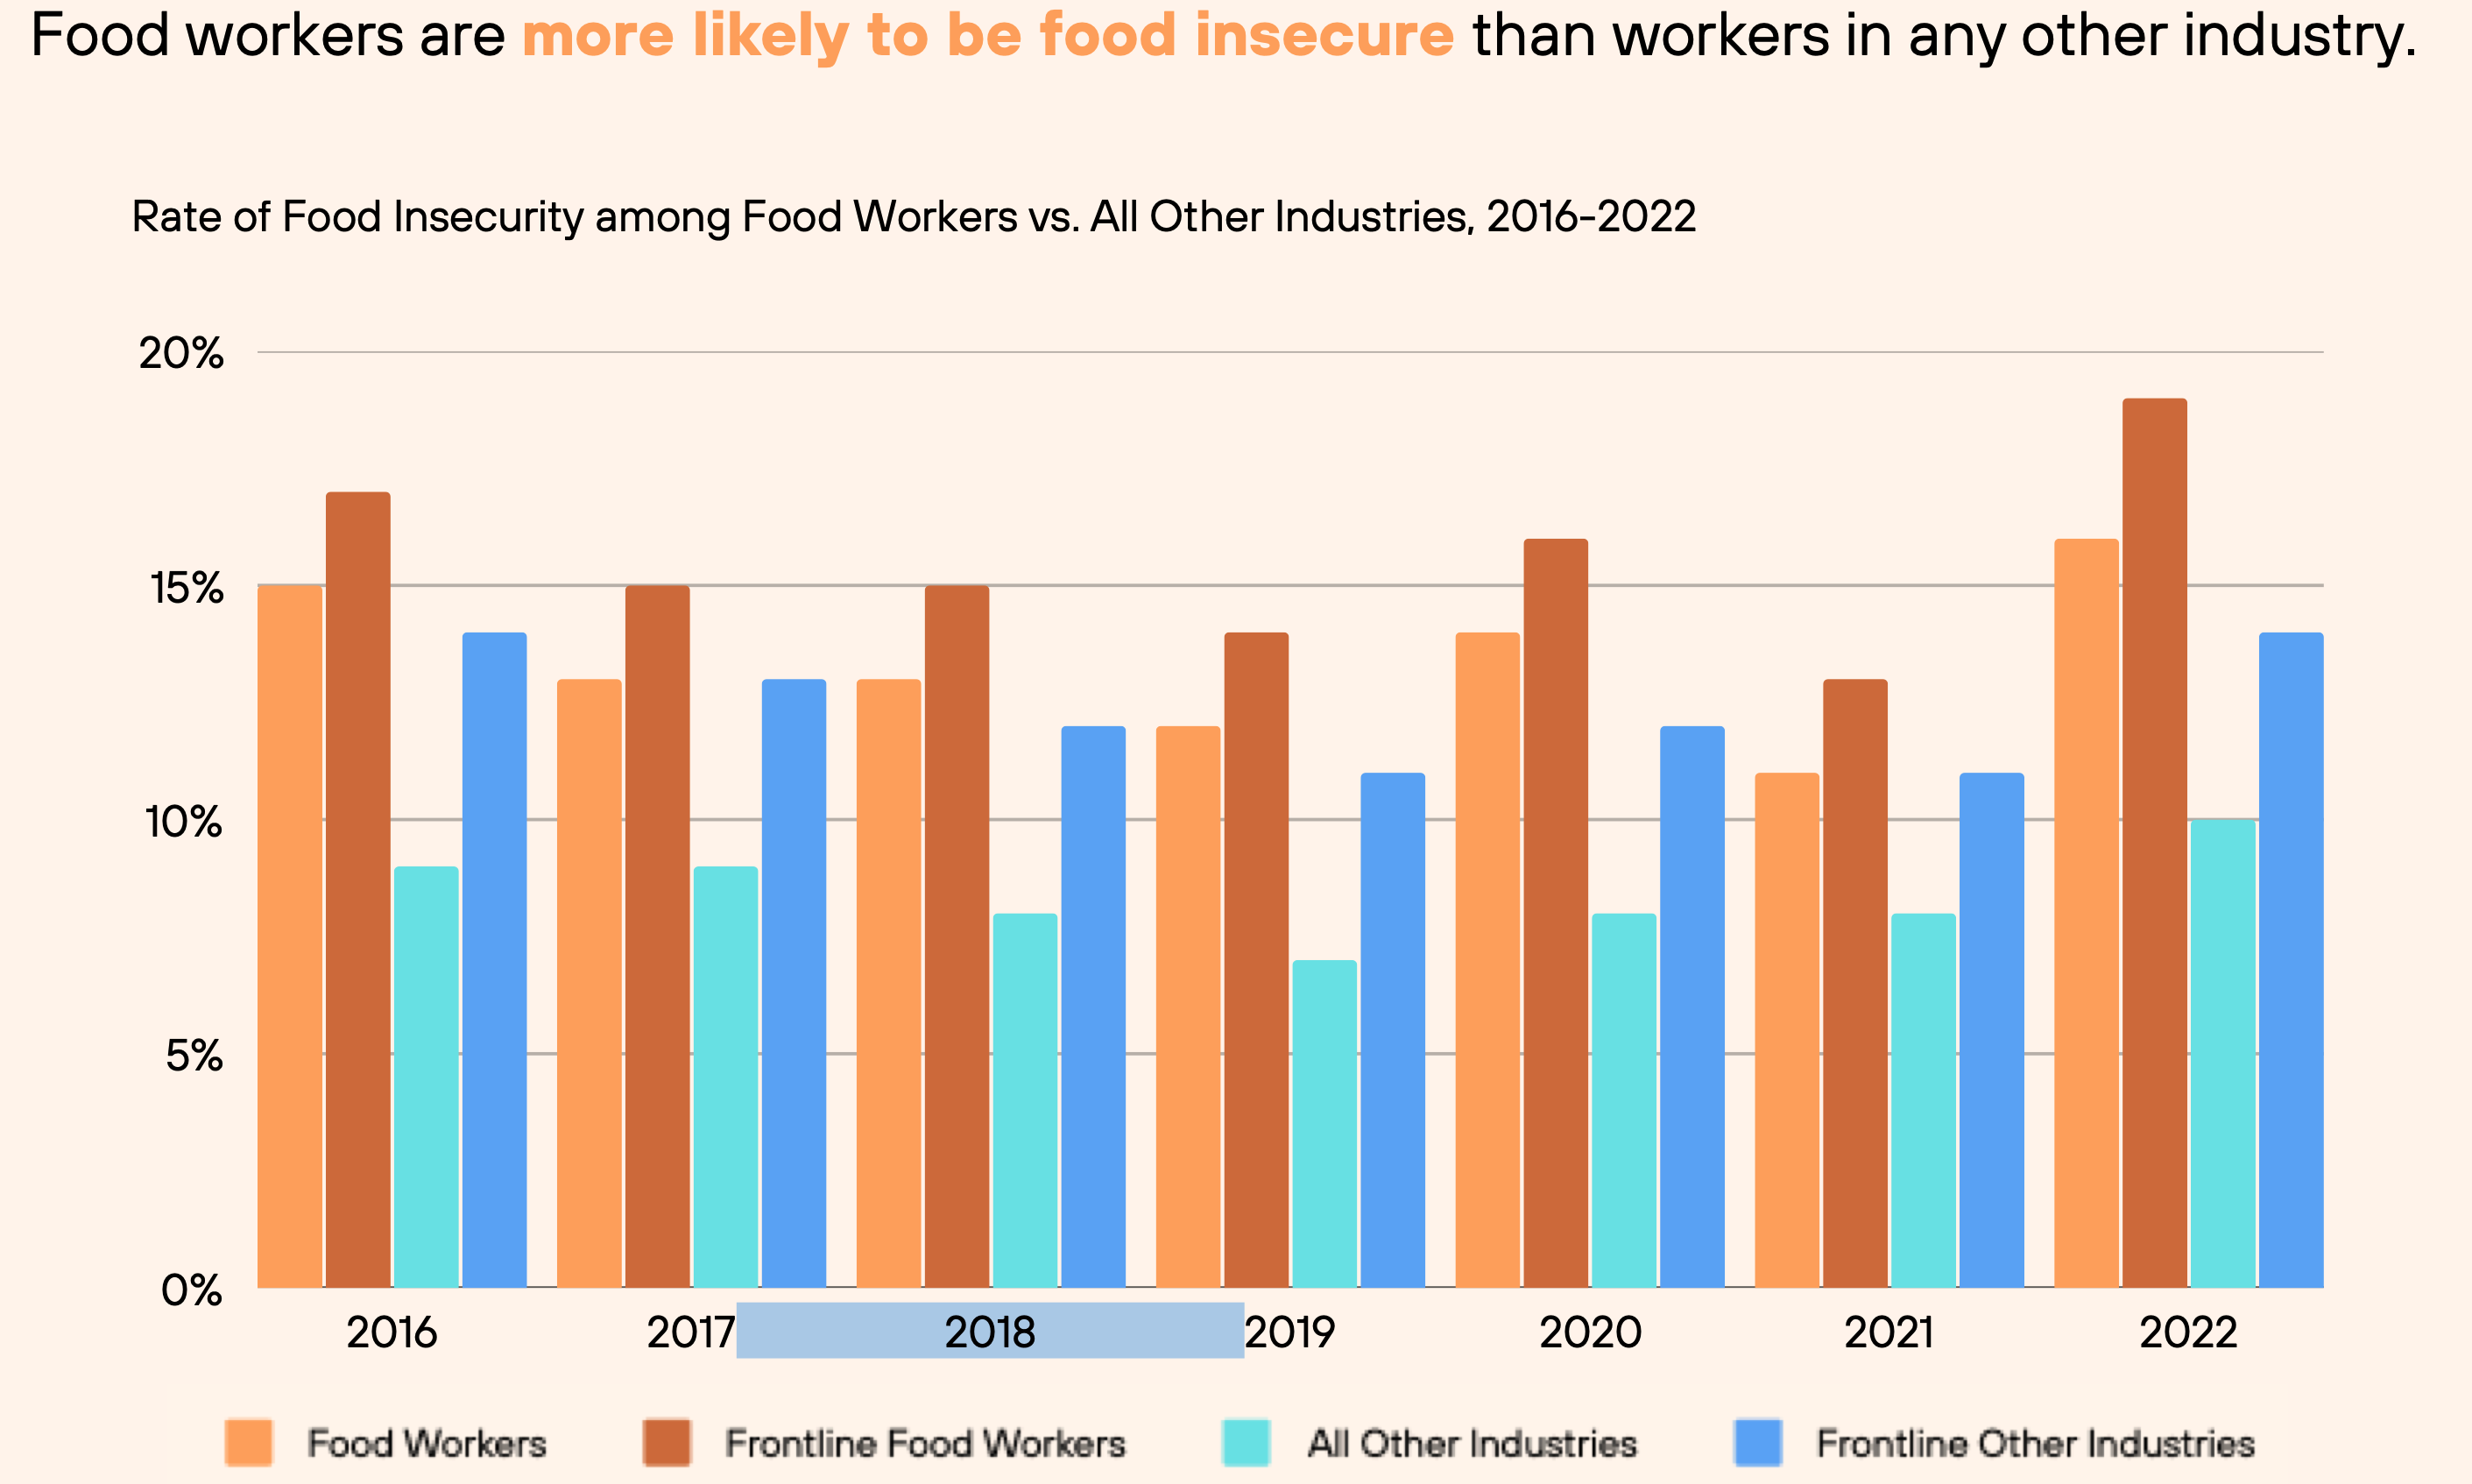 Food workers are more likely to be food insecure than workers in any other industry.
Rate of Food Insecurity among Food Workers vs. All Other Industries, 2016–2022
20%
15%
10%
5%
0%
2016 2017 2018 2019 2020 2021 2022
Food Workers Frontline Food Workers All Other Industries Frontline Other Industries